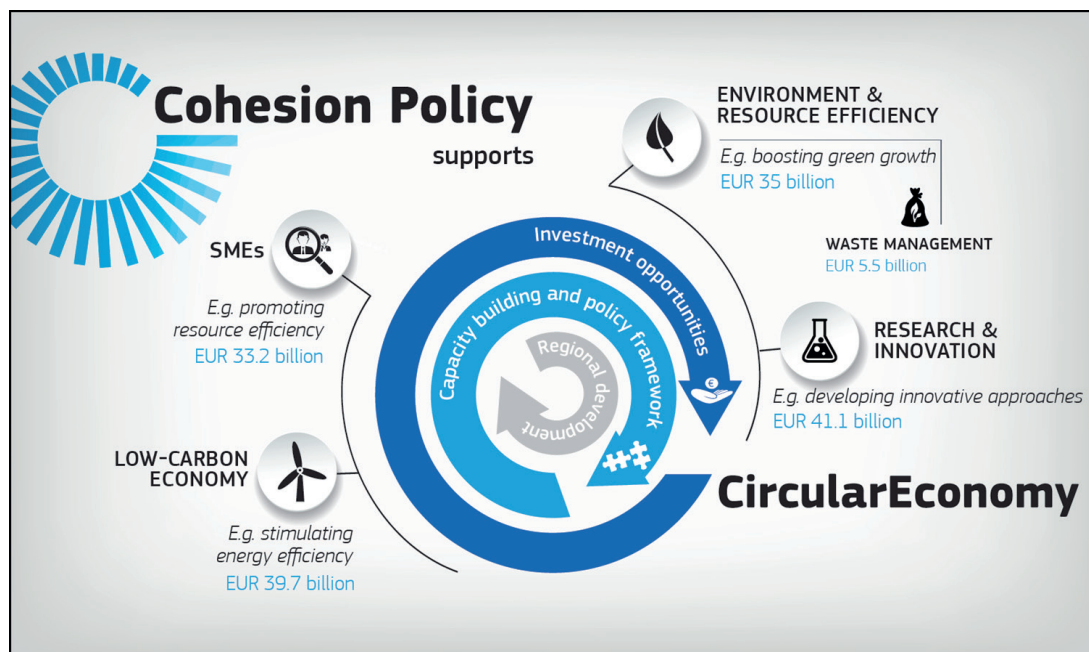 Cohesion Policy
supports
ENVIRONMENT &
RESOURCE EFFICIENCY
E.g. boosting green growth
EUR 35 billion
WASTE MANAGEMENT
EUR 5.5 billion
SMEs
E.g. promoting
resource efficiency
EUR 33.2 billion
Investment opportunities
Capacity building and policy framework
Regional development
€
RESEARCH &
INNOVATION
E.g. developing innovative approaches
EUR 41.1 billion
LOW-CARBON
ECONOMY
E.g. stimulating
energy efficiency
EUR 39.7 billion
CircularEconomy